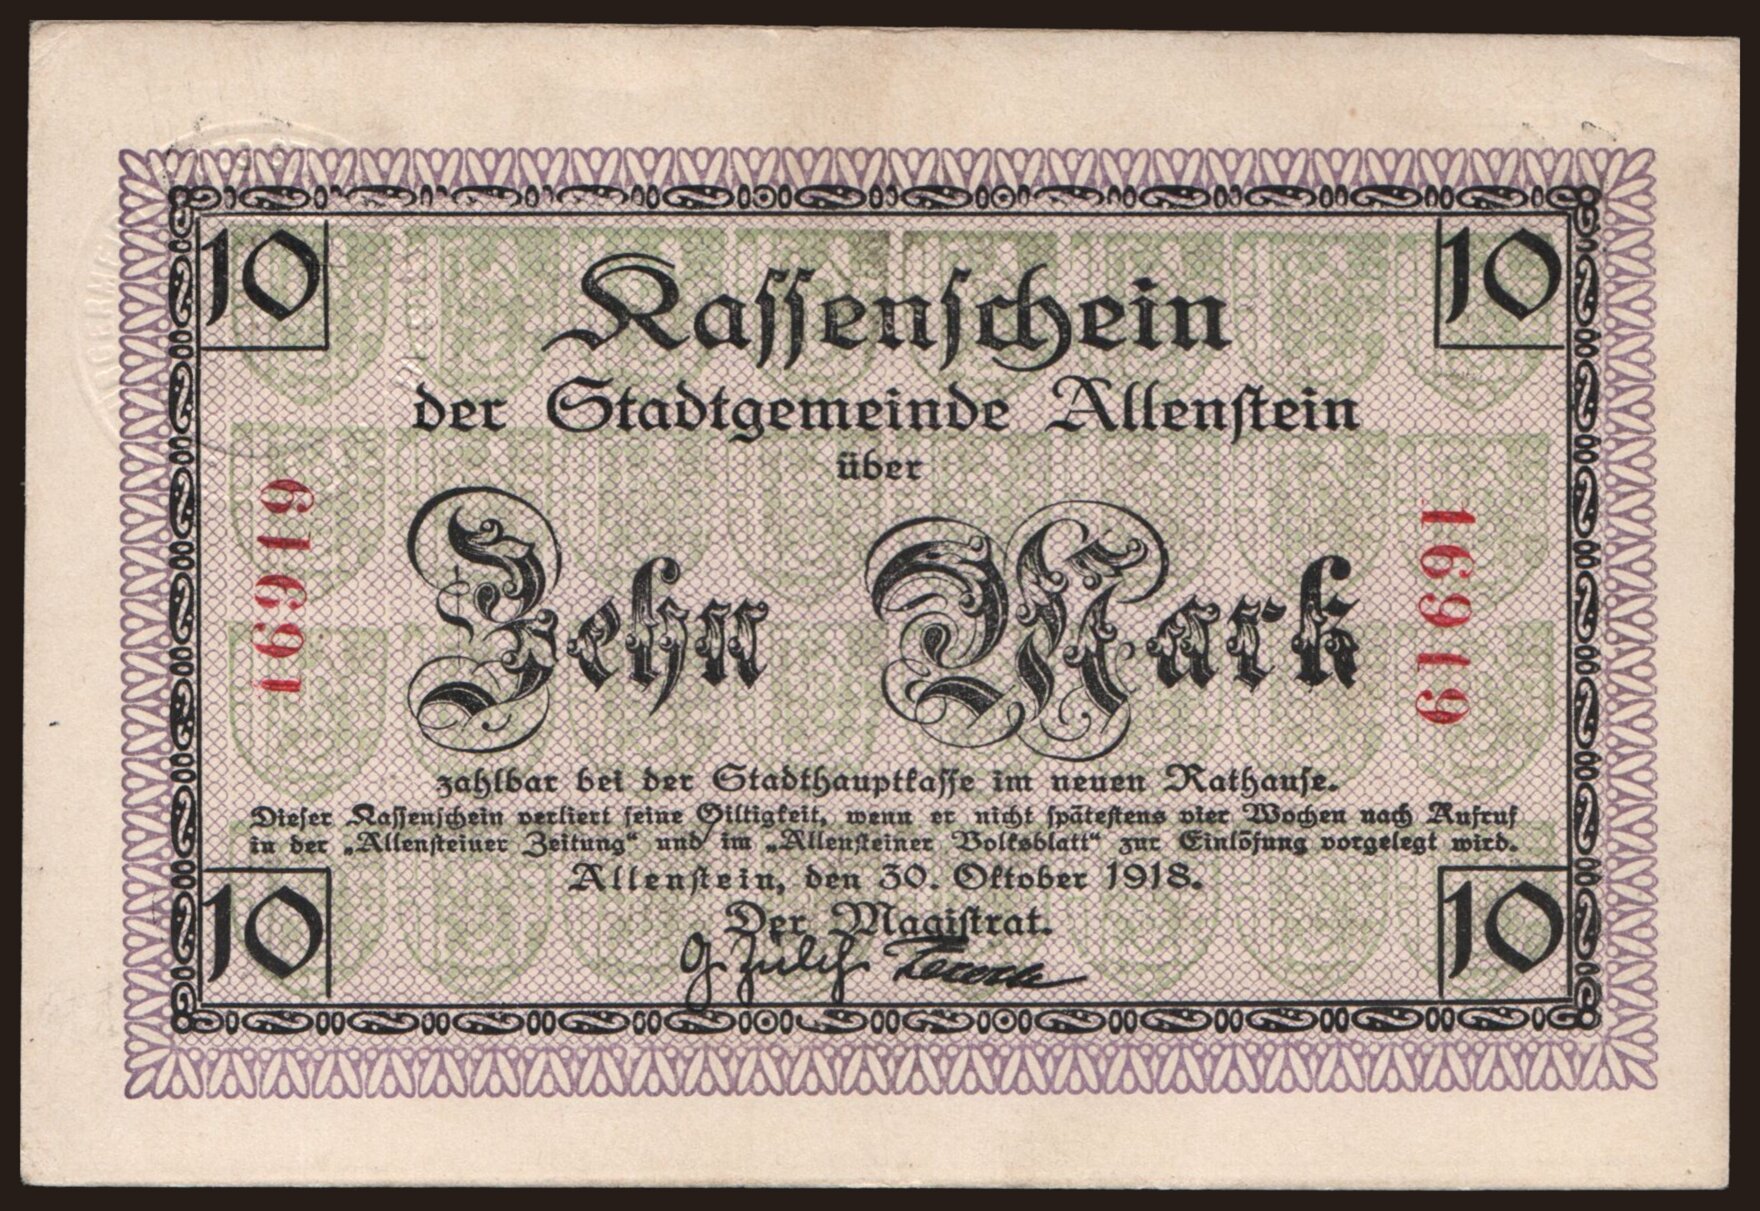 10 10
Kassenschein
der Stadtgemeinde Allenstein
über
Zehn Mark
16919 16919
zahlbar bei der Stadthauptkasse im neuen Rathause.
Dieser Kassenschein verliert seine Giltigkeit, wenn er nicht spätestens vier Wochen nach Aufruf
in der „Allensteiner Zeitung“ und im „Allensteiner Volksblatt“ zur Einlösung vorgelegt wird.
Allenstein, den 30. Oktober 1918.
Der Magistrat.
G. Zülch
10 10